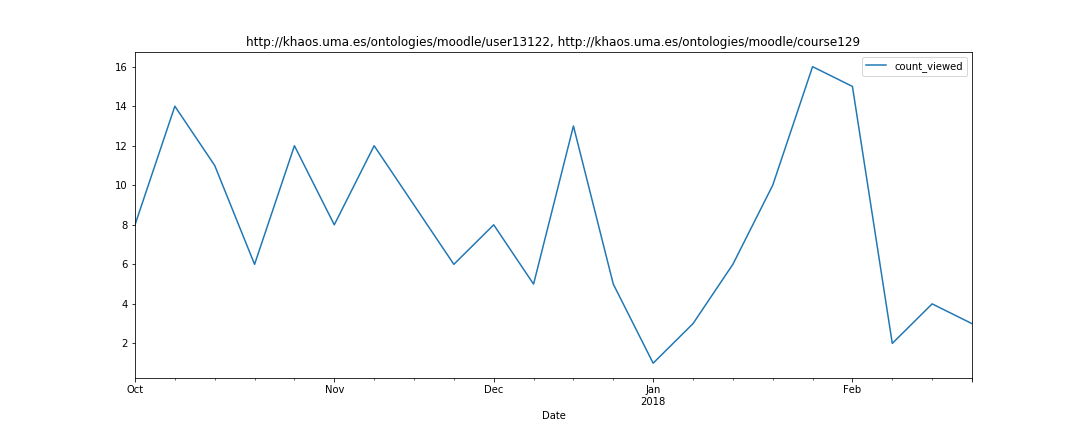 http://khaos.uma.es/ontologies/moodle/user13122, http://khaos.uma.es/ontologies/moodle/course129
count_viewed
16
14
12
10
8
6
4
2
Oct Nov Dec Jan Feb
2018
Date